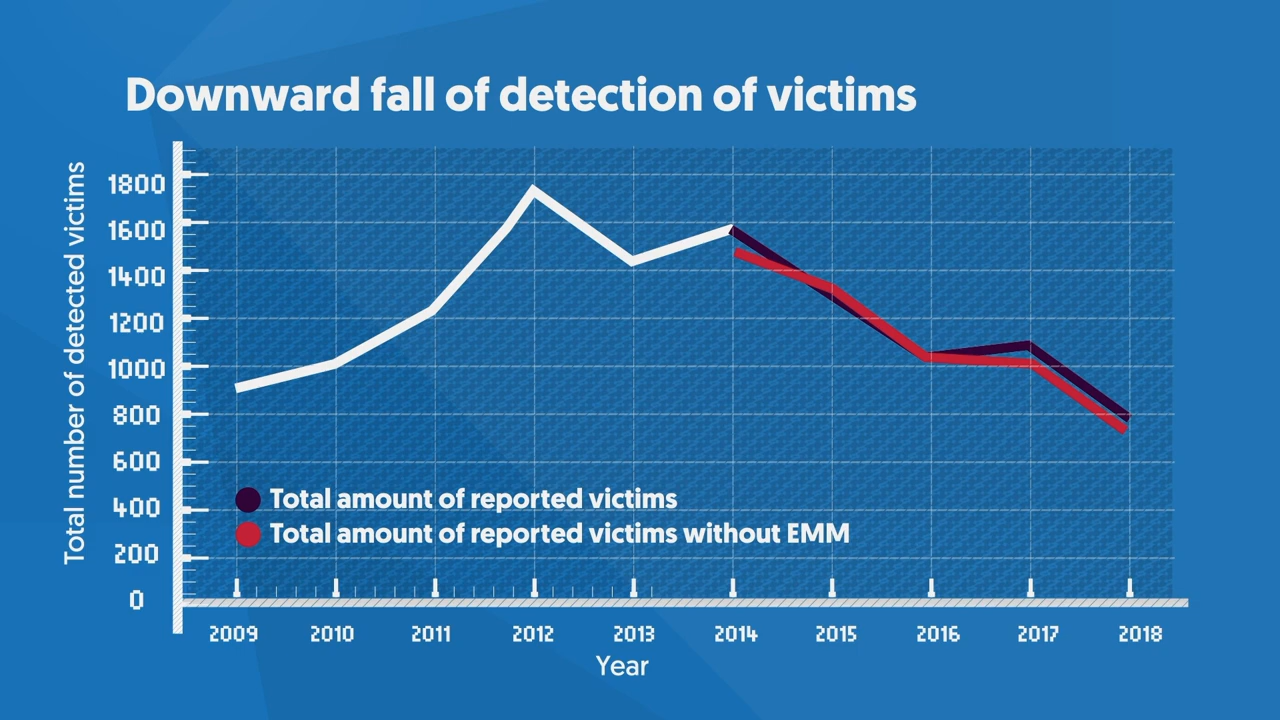 Downward fall of detection of victims
Total number of detected victims
1800
1600
1400
1200
1000
800
600
400
200
0
Total amount of reported victims
Total amount of reported victims without EMM
2009 2010 2011 2012 2013 2014 2015 2016 2017 2018
Year